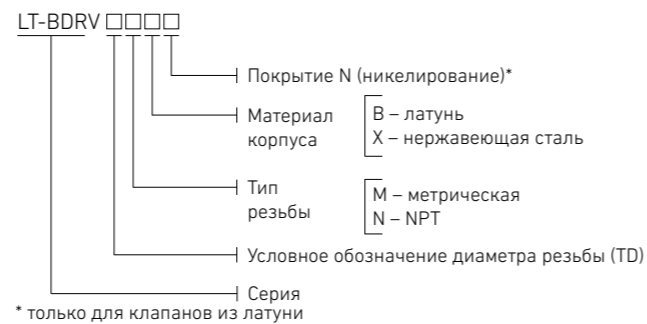 LT-BDRV □□□□
Покрытие N (никелирование)*
Материал
корпуса
B – латунь
X – нержавеющая сталь
Тип
резьбы
M – метрическая
N – NPT
Условное обозначение диаметра резьбы (TD)
Серия
* только для клапанов из латуни